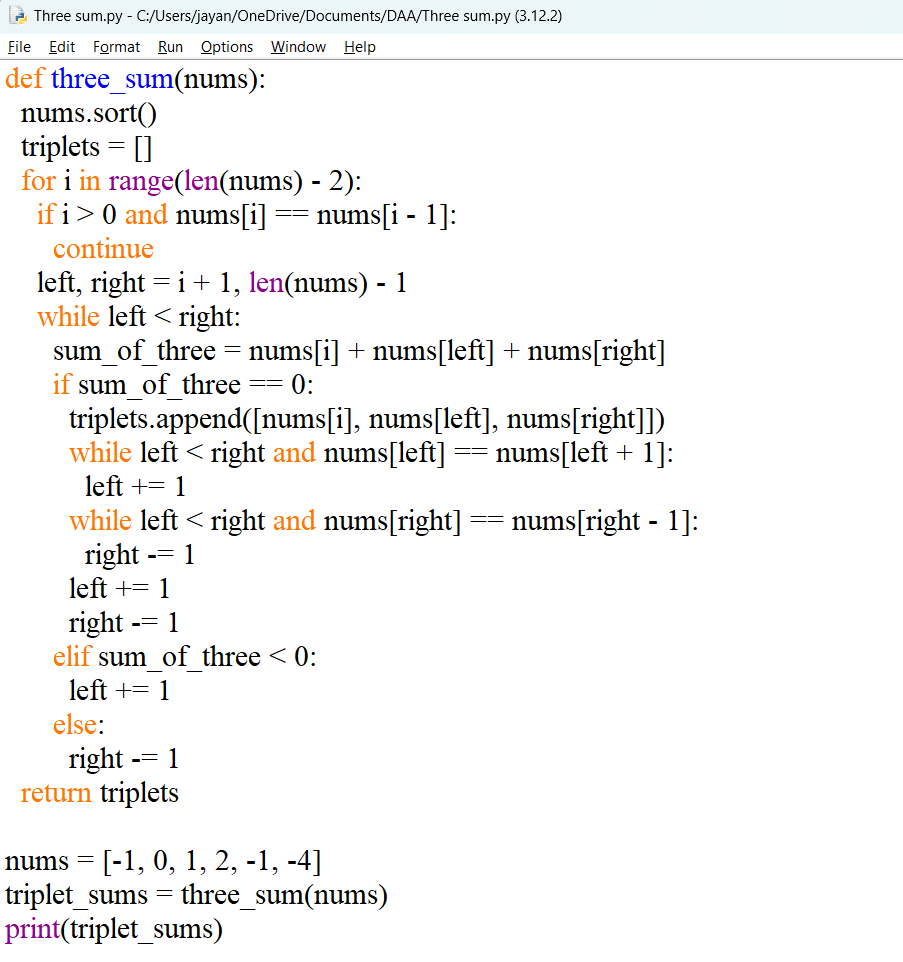 Three sum.py - C:/Users/jayan/OneDrive/Documents/DAA/Three sum.py (3.12.2)
File Edit Format Run Options Window Help
def three_sum(nums):
  nums.sort()
  triplets = []
  for i in range(len(nums) - 2):
    if i > 0 and nums[i] == nums[i - 1]:
      continue
    left, right = i + 1, len(nums) - 1
    while left < right:
      sum_of_three = nums[i] + nums[left] + nums[right]
      if sum_of_three == 0:
        triplets.append([nums[i], nums[left], nums[right]])
        while left < right and nums[left] == nums[left + 1]:
          left += 1
        while left < right and nums[right] == nums[right - 1]:
          right -= 1
        left += 1
        right -= 1
      elif sum_of_three < 0:
        left += 1
      else:
        right -= 1
  return triplets

nums = [-1, 0, 1, 2, -1, -4]
triplet_sums = three_sum(nums)
print(triplet_sums)